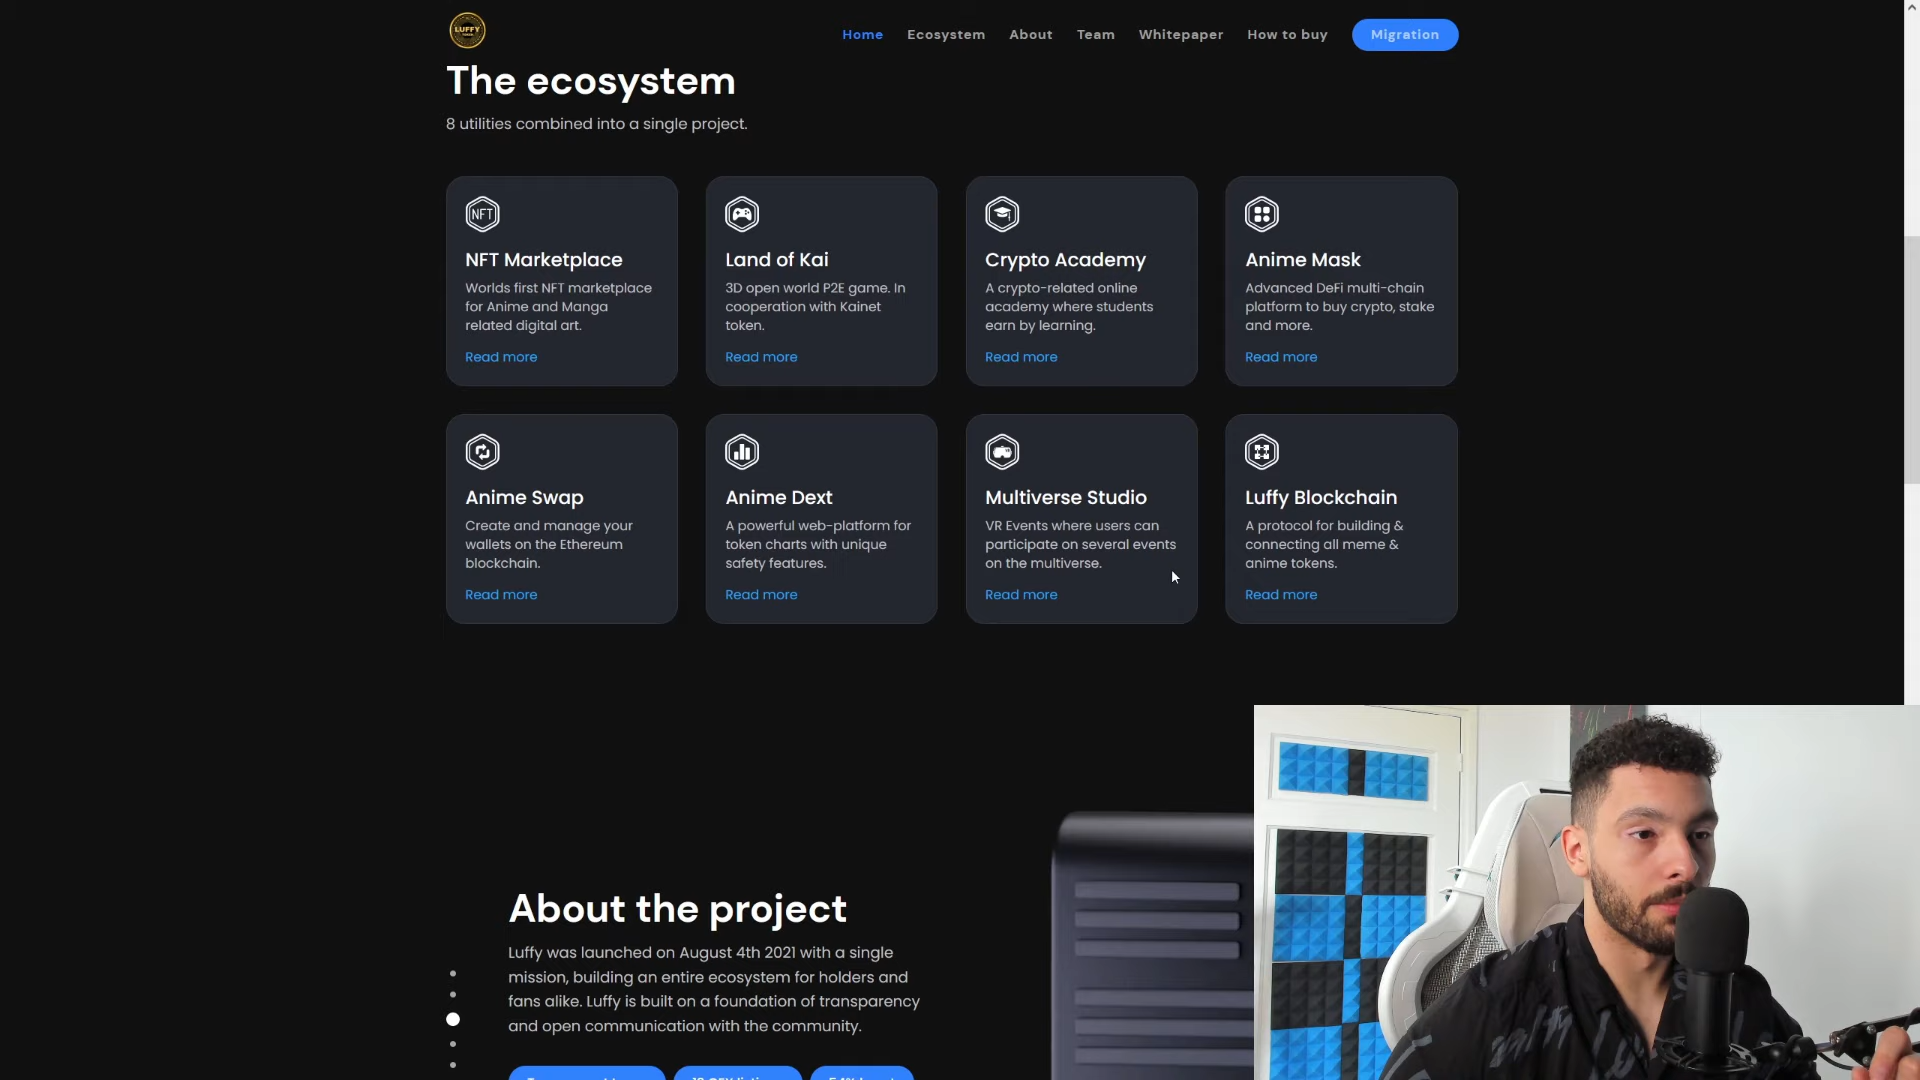 LUFFY
Home Ecosystem About Team Whitepaper How to buy Migration
The ecosystem
8 utilities combined into a single project.
NFT
NFT Marketplace
Worlds first NFT marketplace
for Anime and Manga
related digital art.
Read more
Land of Kai
3D open world P2E game. In
cooperation with Kainet
token.
Read more
Crypto Academy
A crypto-related online
academy where students
earn by learning.
Read more
Anime Mask
Advanced DeFi multi-chain
platform to buy crypto, stake
and more.
Read more
Anime Swap
Create and manage your
wallets on the Ethereum
blockchain.
Read more
Anime Dext
A powerful web-platform for
token charts with unique
safety features.
Read more
Multiverse Studio
VR Events where users can
participate on several events
on the multiverse.
Read more
Luffy Blockchain
A protocol for building &
connecting all meme &
anime tokens.
Read more
About the project
Luffy was launched on August 4th 2021 with a single
mission, building an entire ecosystem for holders and
fans alike. Luffy is built on a foundation of transparency
and open communication with the community.